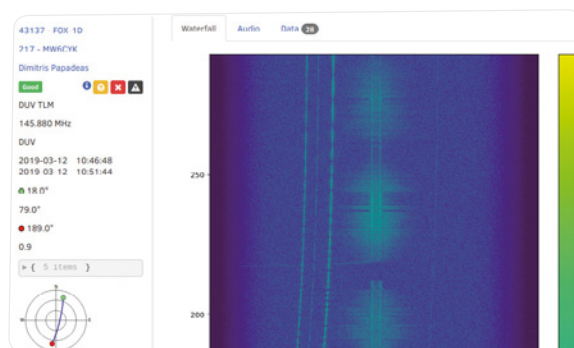 43137 FOX 1D
217 - MW6CYK
Dimitris Papadeas
Good
DUV TLM
145.880 MHz
DUV
2019-03-12 10:46:48
2019 03 12 10:51:44
18.0°
79.0°
189.0°
0.9
{ 5 items }
N
Waterfall Audio Data 28
250
200